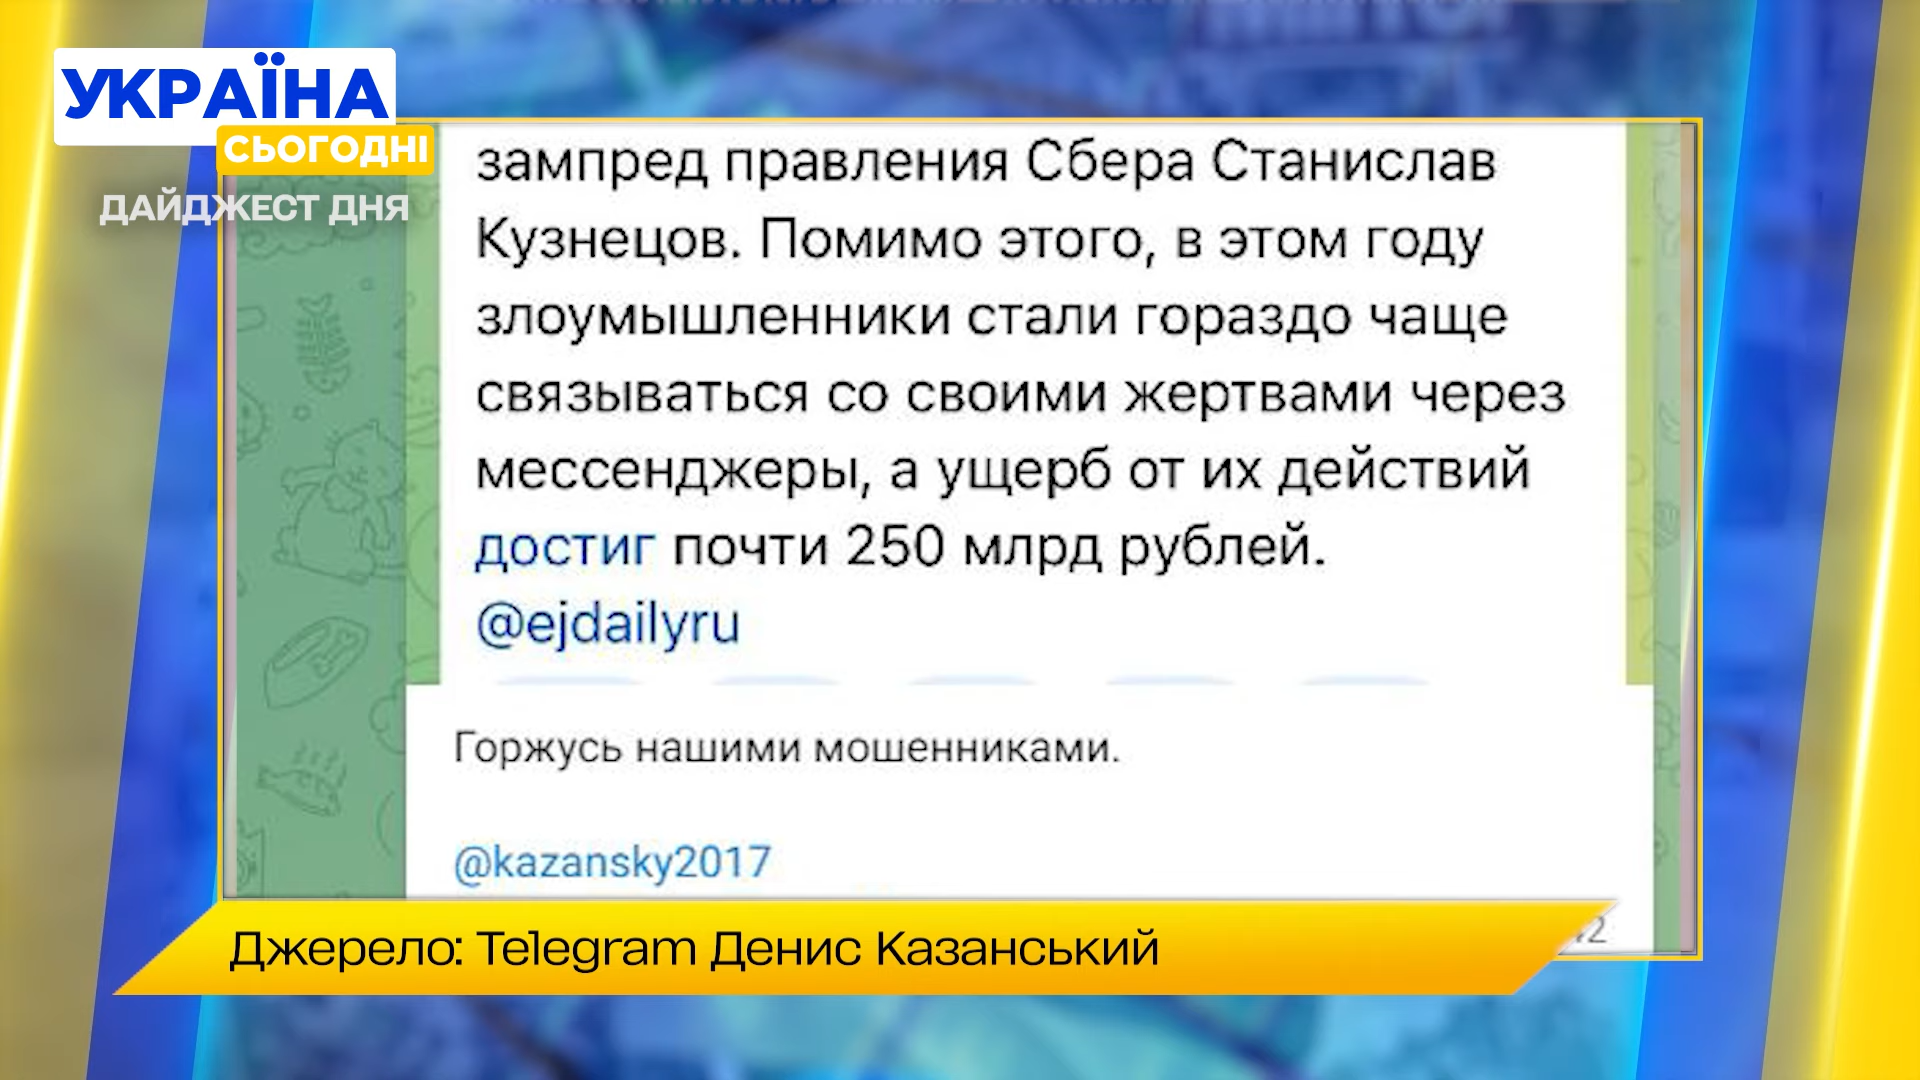 УКРАЇНА
СЬОГОДНІ
ДАЙДЖЕСТ ДНЯ
зампред правления Сбера Станислав
Кузнецов. Помимо этого, в этом году
злоумышленники стали гораздо чаще
связываться со своими жертвами через
мессенджеры, а ущерб от их действий
достиг почти 250 млрд рублей.
@ejdailyru
Горжусь нашими мошенниками.
@kazansky2017
Джерело: Telegram Денис Казанський